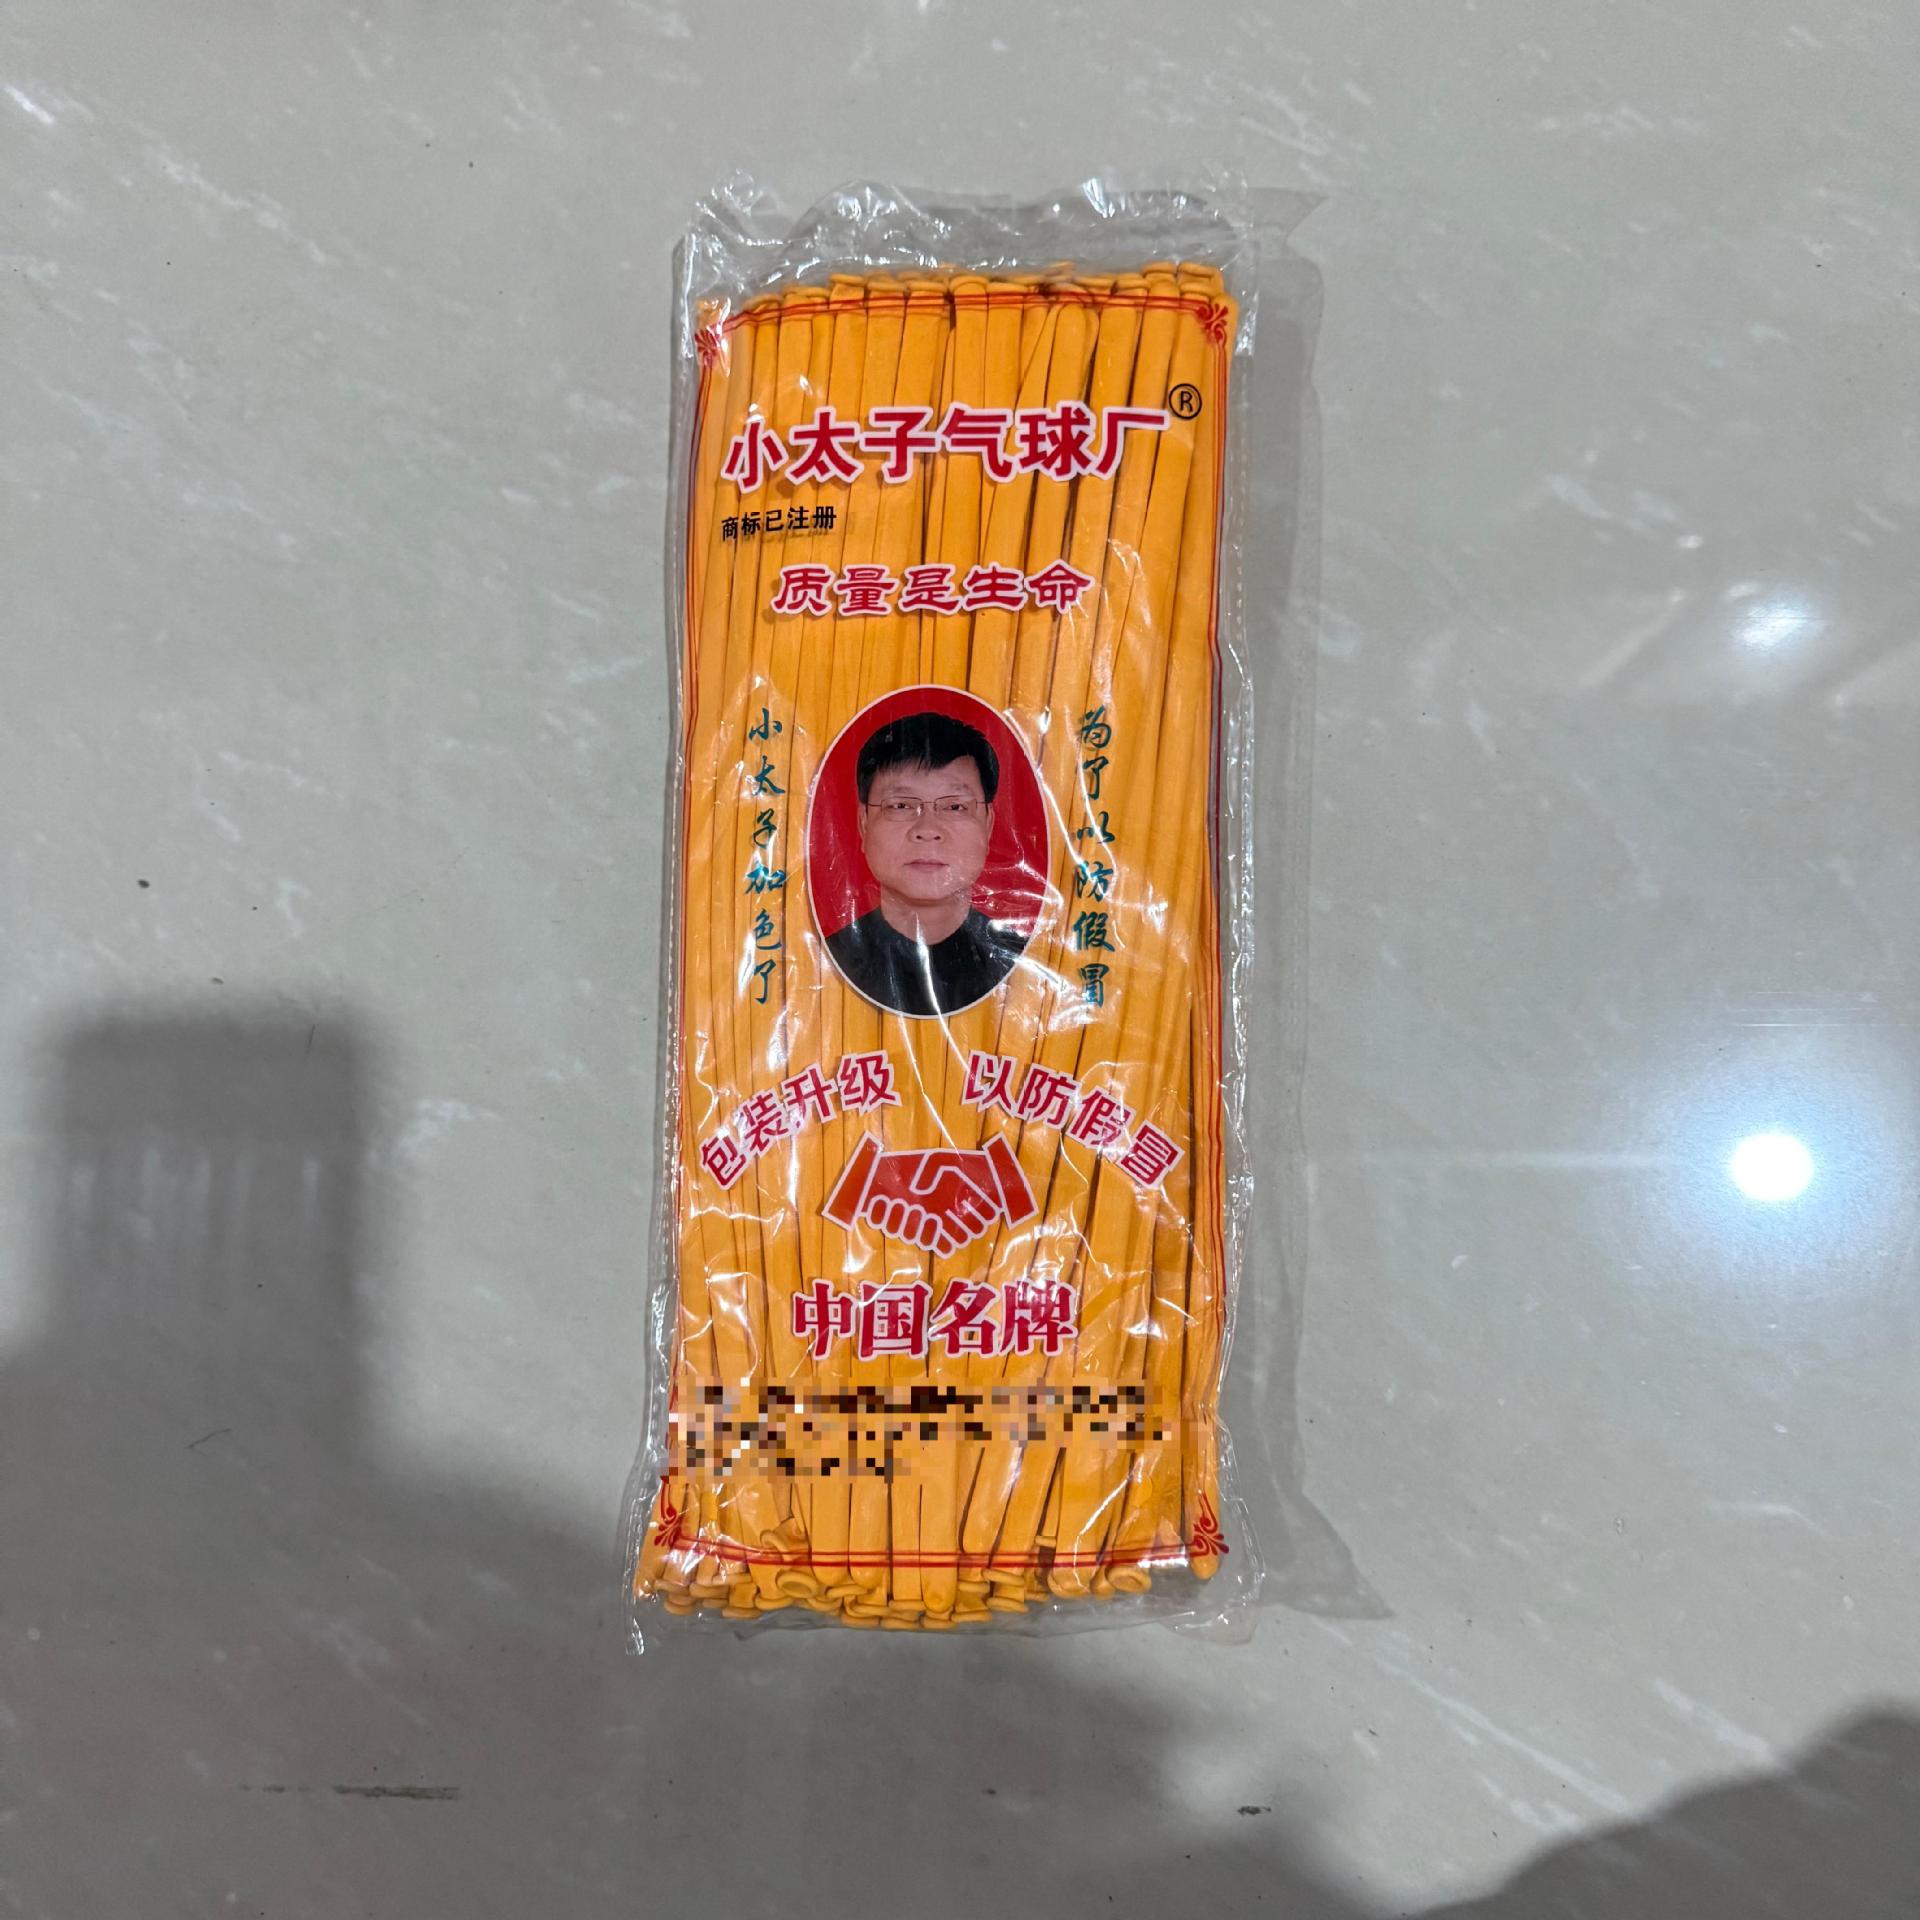 小太子气球厂®
商标已注册
质量是生命
小太子加色了
为了以防假冒
包装升级 以防假冒
中国名牌